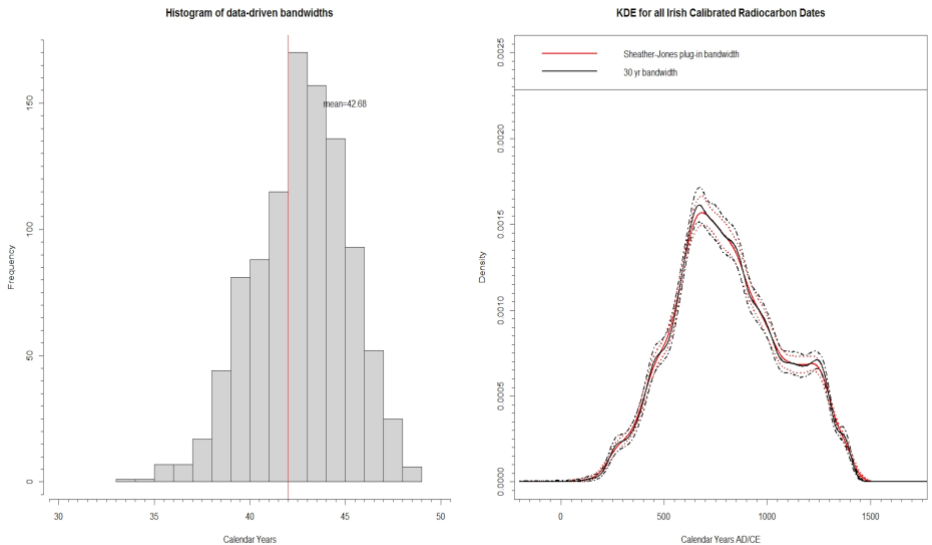 Histogram of data-driven bandwidths
Frequency
150
100
50
0
mean=42.68
30 35 40 45 50
Calendar Years
KDE for all Irish Calibrated Radiocarbon Dates
Sheather-Jones plug-in bandwidth
30 yr bandwidth
Density
0.0025
0.0020
0.0015
0.0010
0.0005
0.0000
0 500 1000 1500
Calendar Years AD/CE